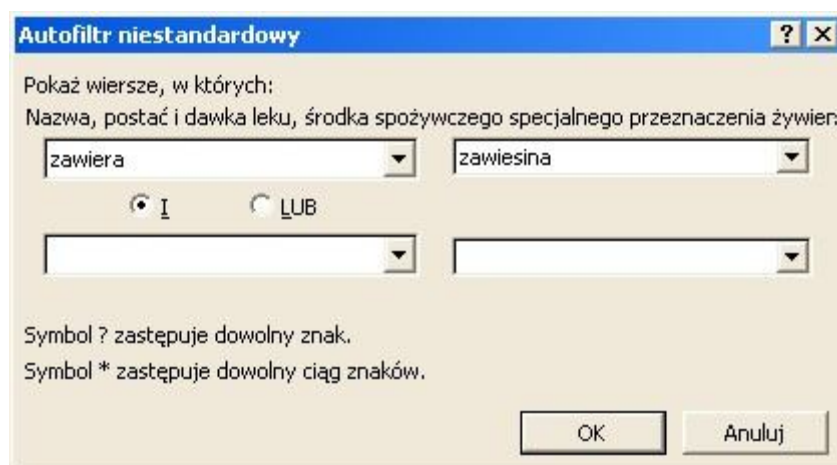 Autofiltr niestandardowy
Pokaż wiersze, w których:
Nazwa, postać i dawka leku, środka spożywczego specjalnego przeznaczenia żywien
zawiera zawiesina
I LUB
Symbol ? zastępuje dowolny znak.
Symbol * zastępuje dowolny ciąg znaków.
OK Anuluj